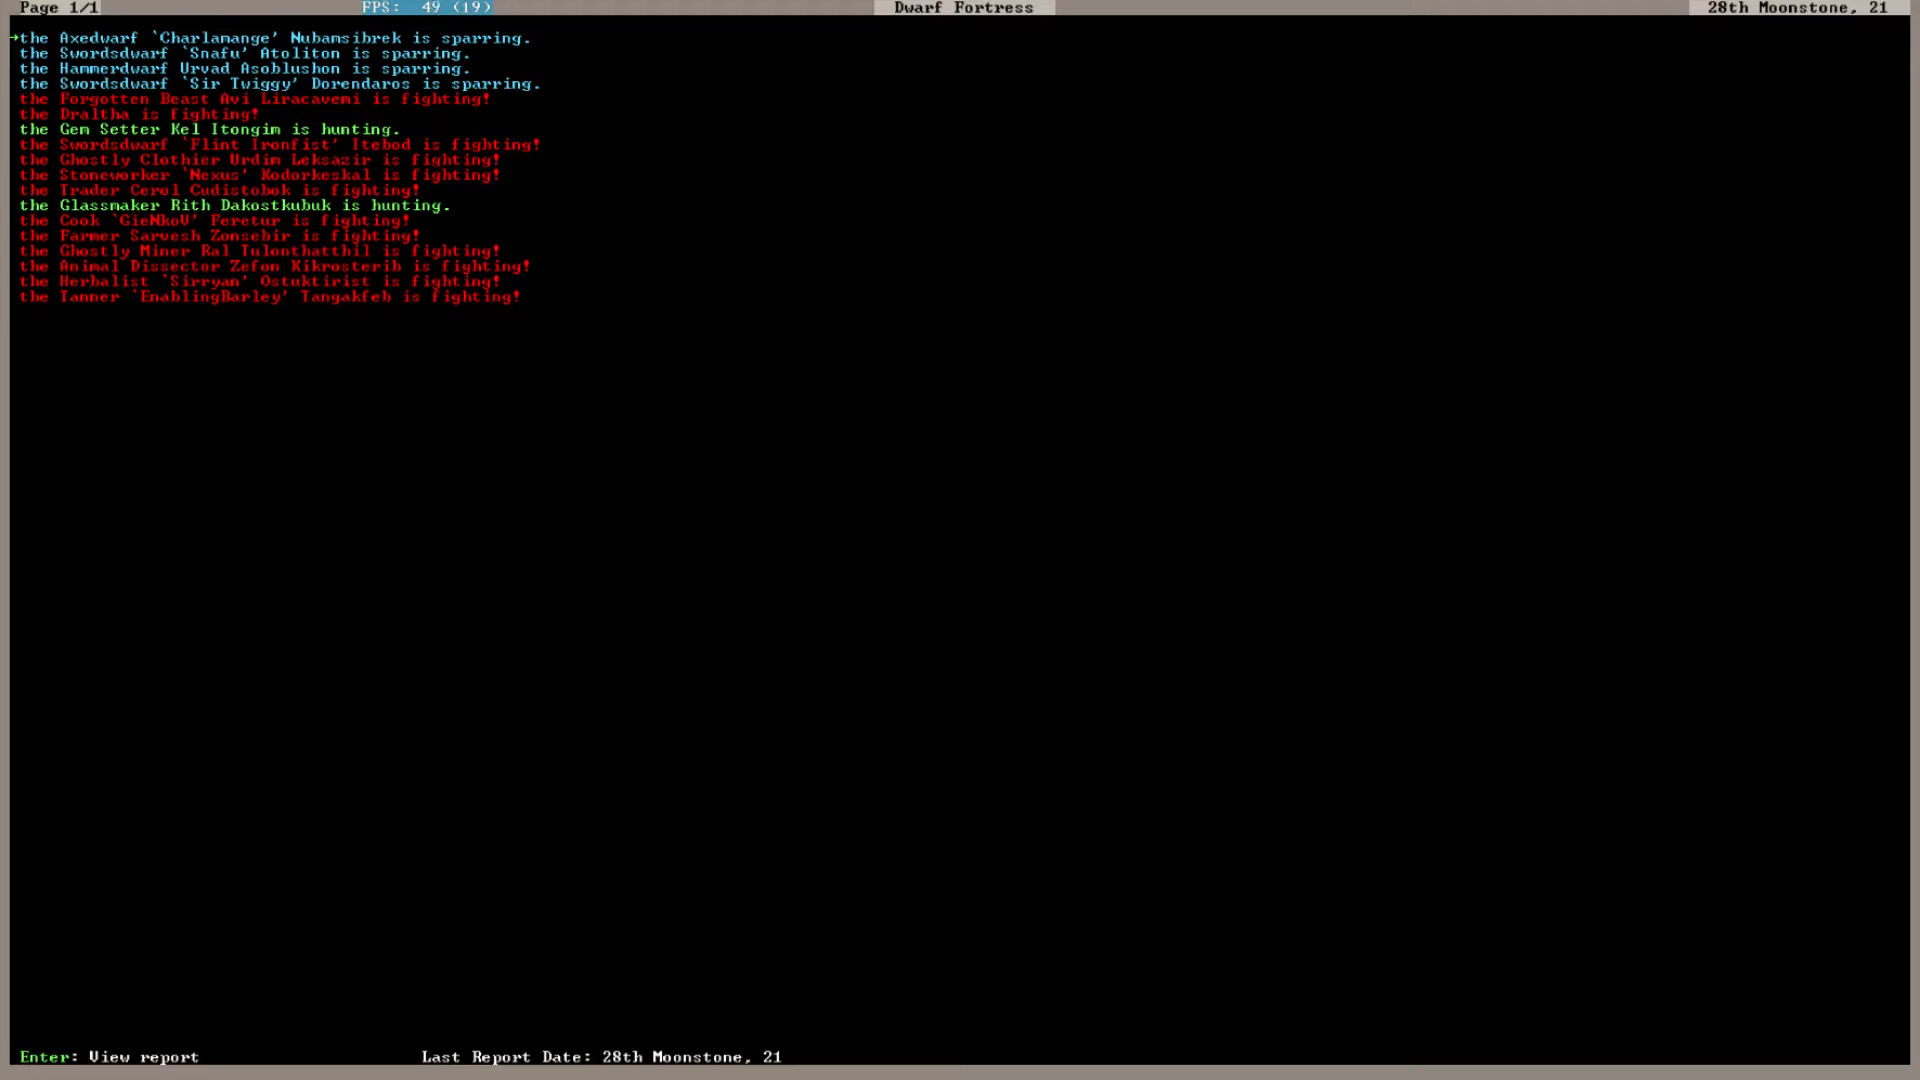 Page 1/1 FPS: 49 (19) Dwarf Fortress 28th Moonstone, 21
→the Axedwarf `Charlamange' Nubamsibrek is sparring.
the Swordsdwarf `Snafu' Atoliton is sparring.
the Hammerdwarf Urvad Asoblushon is sparring.
the Swordsdwarf `Sir Twiggy' Dorendaros is sparring.
the Forgotten Beast Avi Liracavemi is fighting!
the Draltha is fighting!
the Gem Setter Kel Itongim is hunting.
the Swordsdwarf `Flint Ironfist' Itebod is fighting!
the Ghostly Clothier Urdim Leksazir is fighting!
the Stoneworker `Nexus' Kodorkeskal is fighting!
the Trader Cerol Cudistobok is fighting!
the Glassmaker Rith Dakostkubuk is hunting.
the Cook `GieNkoV' Feretur is fighting!
the Farmer Sarvesh Zonsebir is fighting!
the Ghostly Miner Ral Tulonthatthil is fighting!
the Animal Dissector Zefon Kikrosterib is fighting!
the Herbalist `Sirryan' Ostuktirist is fighting!
the Tanner `EnablingBarley' Tangakfeb is fighting!
Enter: View report Last Report Date: 28th Moonstone, 21